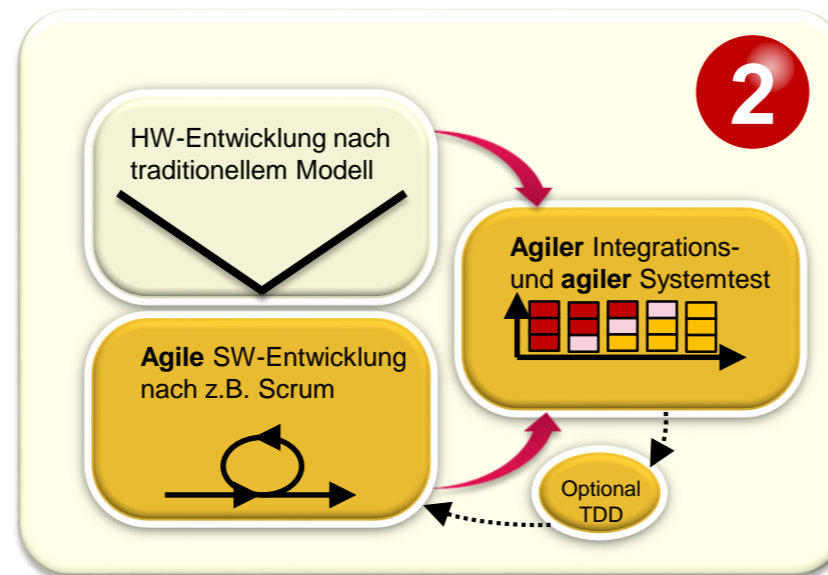 2
HW-Entwicklung nach
traditionellem Modell
Agiler Integrations-
und agiler Systemtest
Agile SW-Entwicklung
nach z.B. Scrum
Optional
TDD